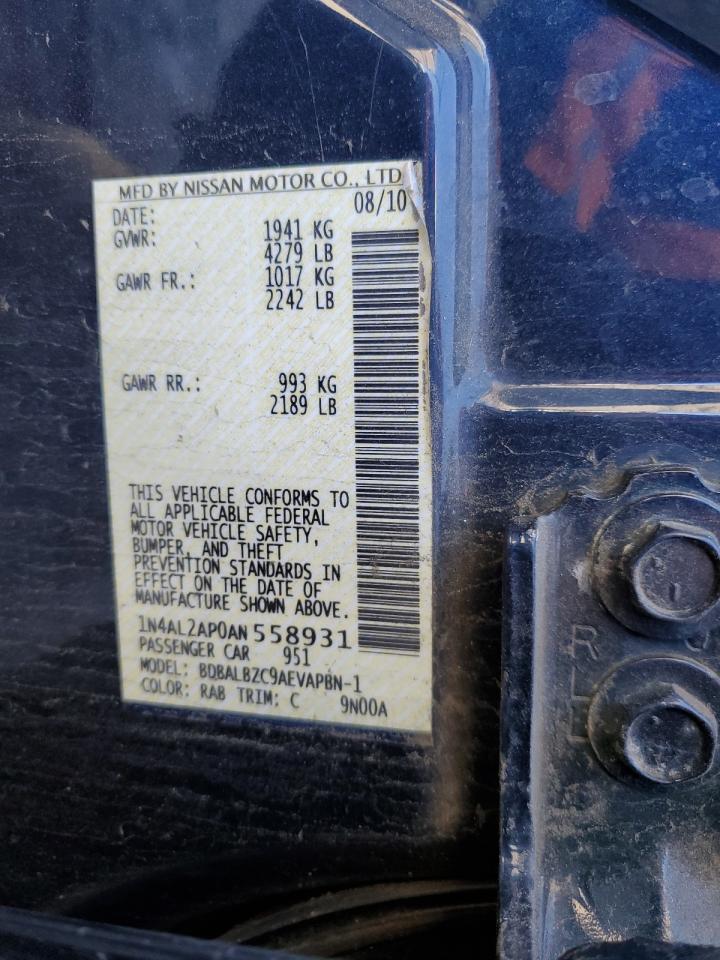 MFD BY NISSAN MOTOR CO., LTD
DATE: 08/10
GVWR: 1941 KG
4279 LB
GAWR FR.: 1017 KG
2242 LB
GAWR RR.: 993 KG
2189 LB
THIS VEHICLE CONFORMS TO
ALL APPLICABLE FEDERAL
MOTOR VEHICLE SAFETY,
BUMPER, AND THEFT
PREVENTION STANDARDS IN
EFFECT ON THE DATE OF
MANUFACTURE SHOWN ABOVE.
1N4AL2AP0AN 558931
PASSENGER CAR 951
MODEL: BDBALBZC9AEVAPBN-1
COLOR: RAB TRIM: C 9N00A
R
L